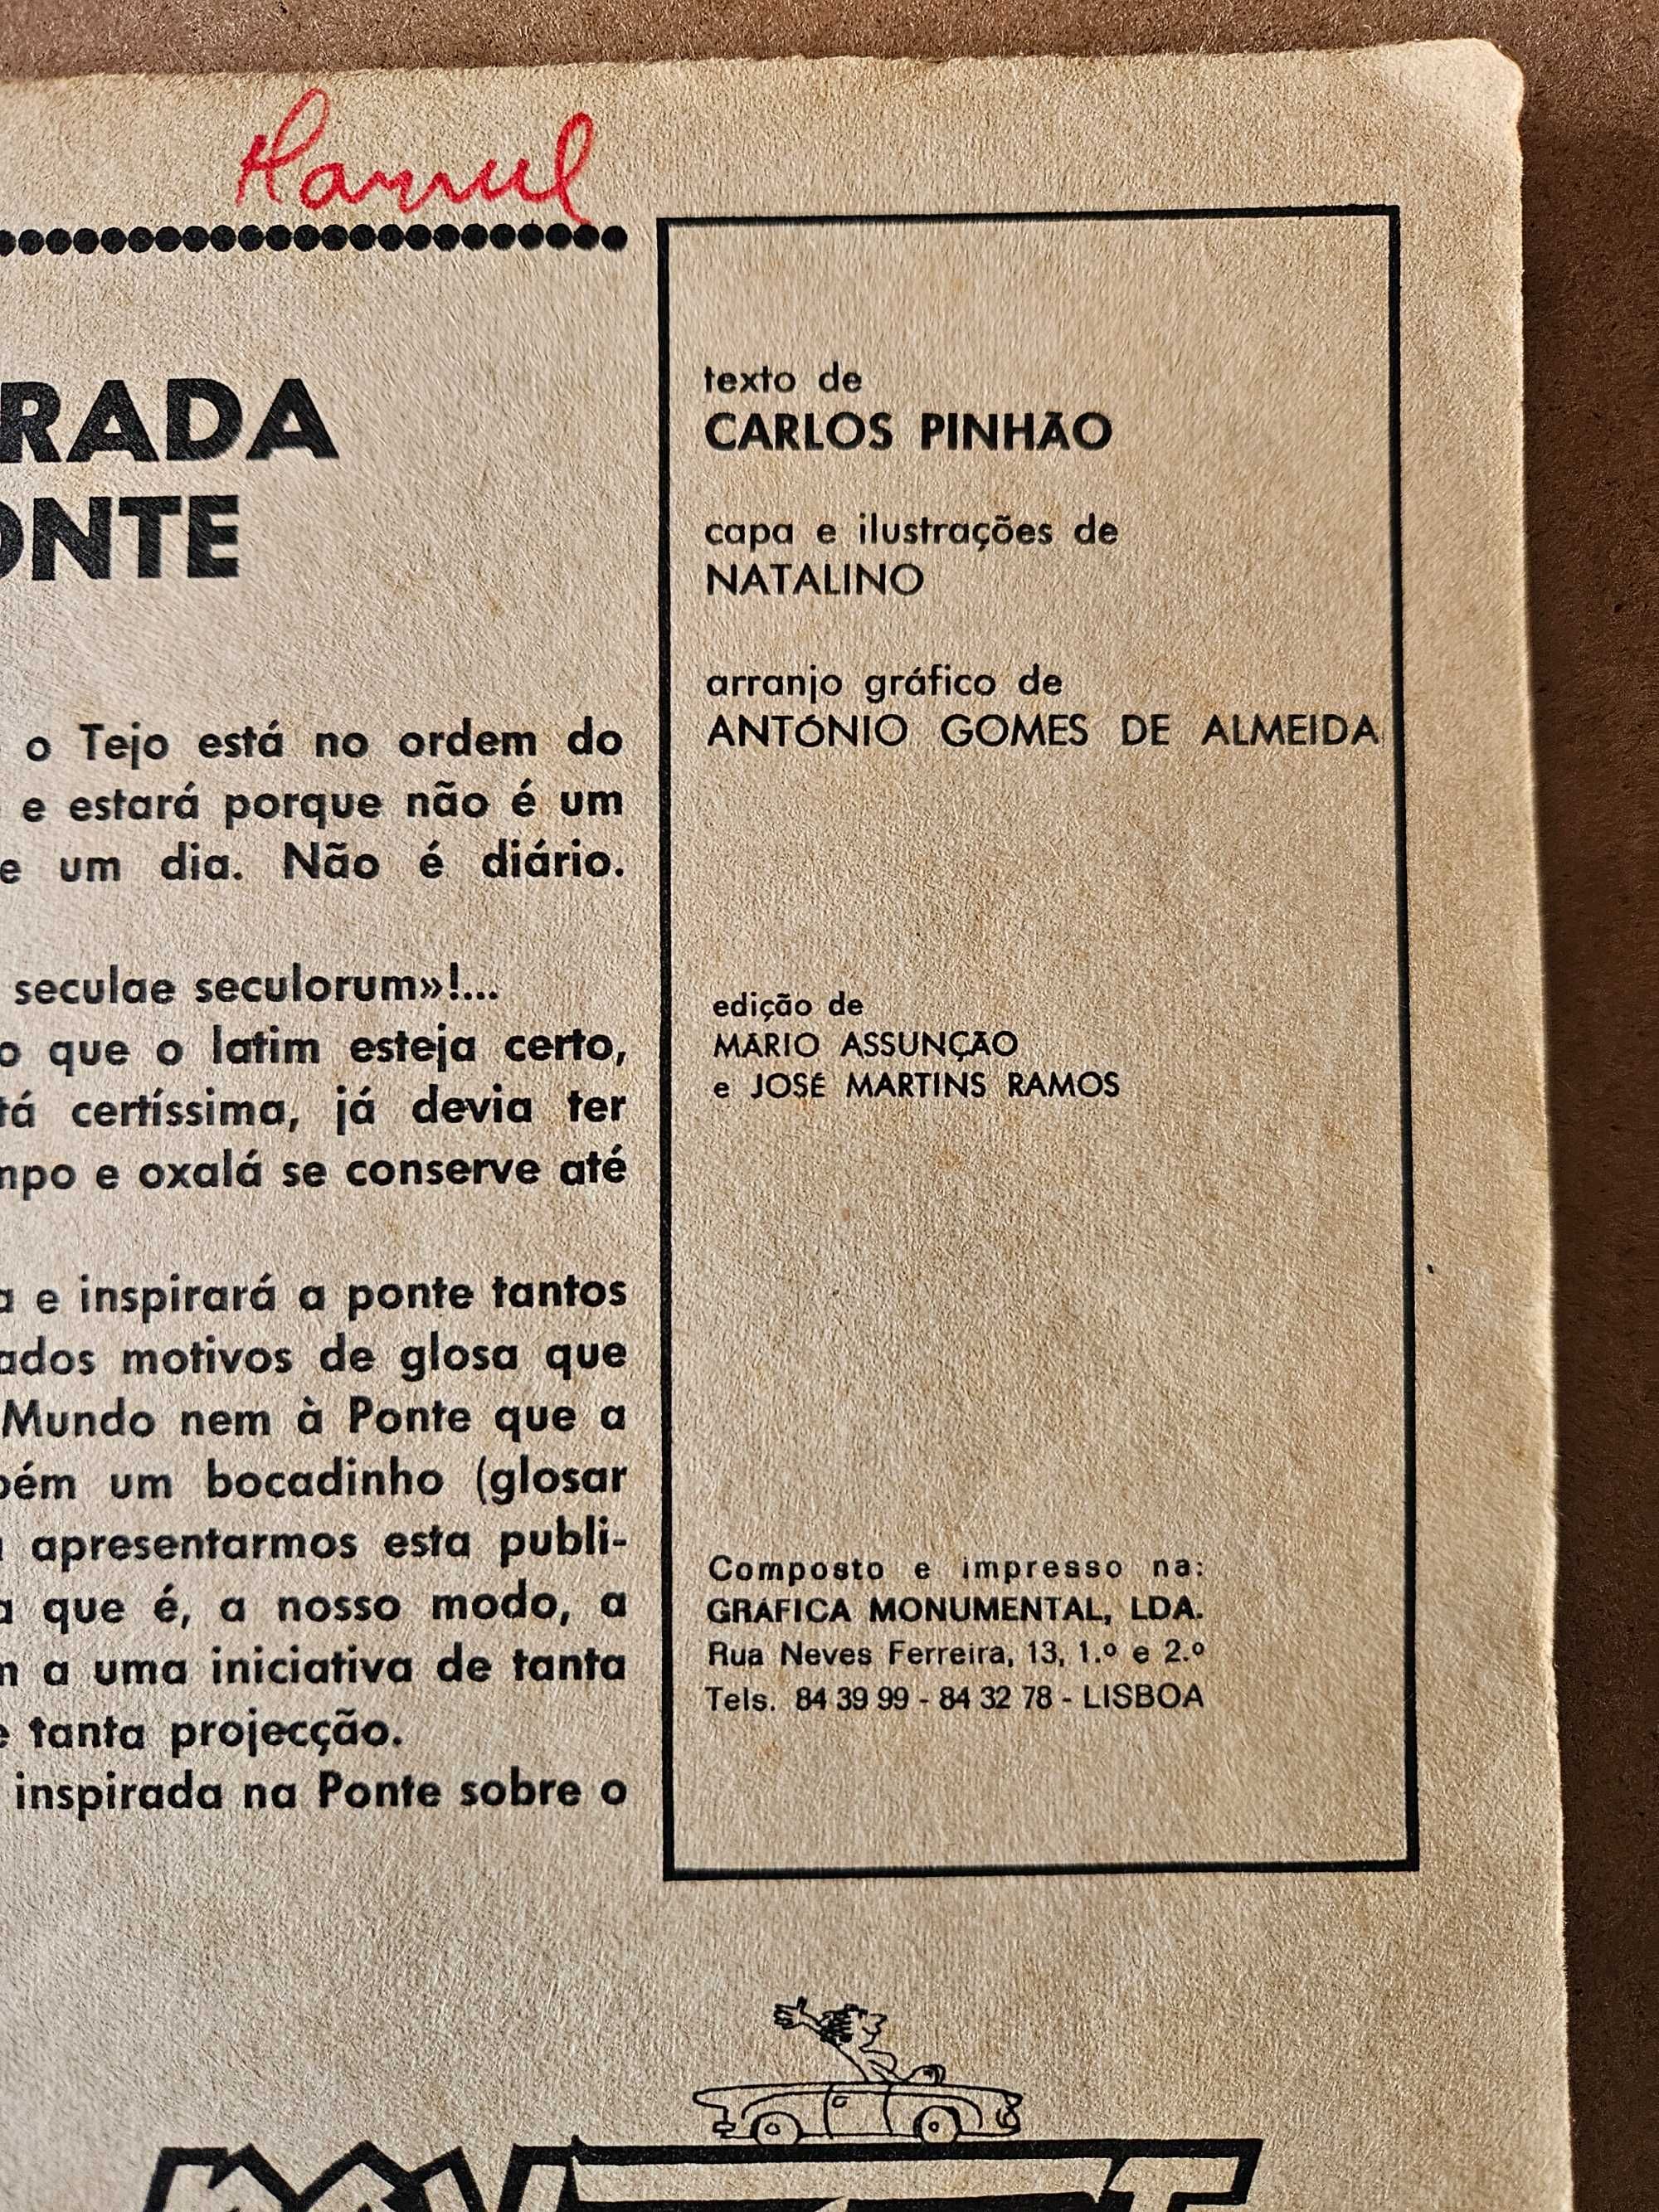 RADA
ONTE
o Tejo está no ordem do
e estará porque não é um
e um dia. Não é diário.
seculae seculorum»!...
o que o latim esteja certo,
tá certíssima, já devia ter
mpo e oxalá se conserve até
a e inspirará a ponte tantos
ados motivos de glosa que
Mundo nem à Ponte que a
bém um bocadinho (glosar
apresentarmos esta publi-
a que é, a nosso modo, a
m a uma iniciativa de tanta
e tanta projecção.
inspirada na Ponte sobre o
texto de
CARLOS PINHÃO
capa e ilustrações de
NATALINO
arranjo gráfico de
ANTÓNIO GOMES DE ALMEIDA
edição de
MÁRIO ASSUNÇÃO
e JOSÉ MARTINS RAMOS
Composto e impresso na:
GRÁFICA MONUMENTAL, LDA.
Rua Neves Ferreira, 13, 1.º e 2.º
Tels. 84 39 99 - 84 32 78 - LISBOA